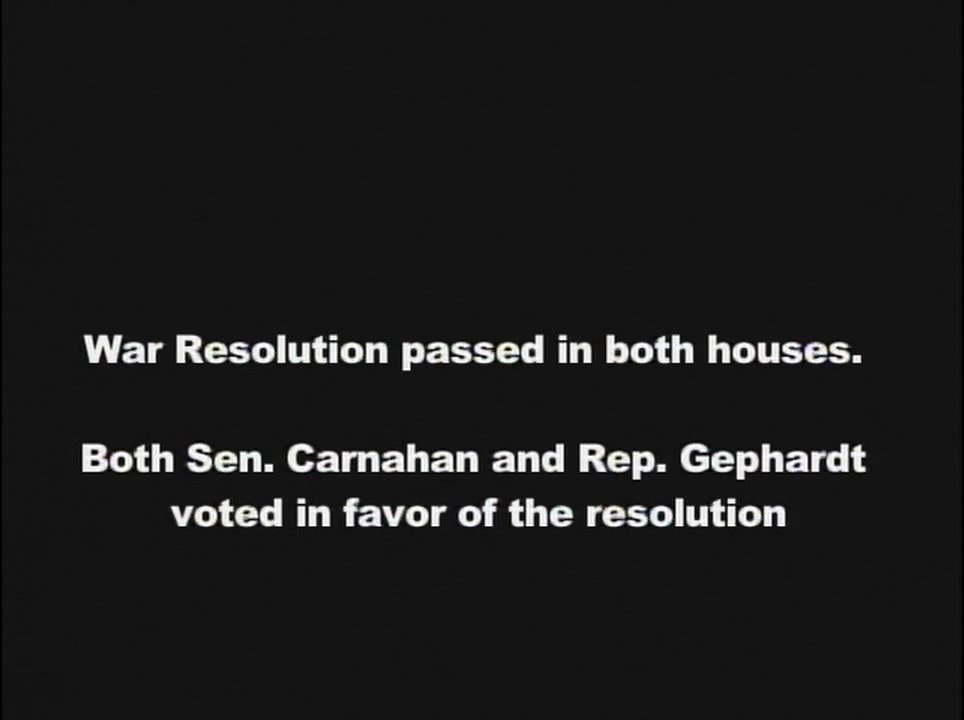 War Resolution passed in both houses.
Both Sen. Carnahan and Rep. Gephardt
voted in favor of the resolution